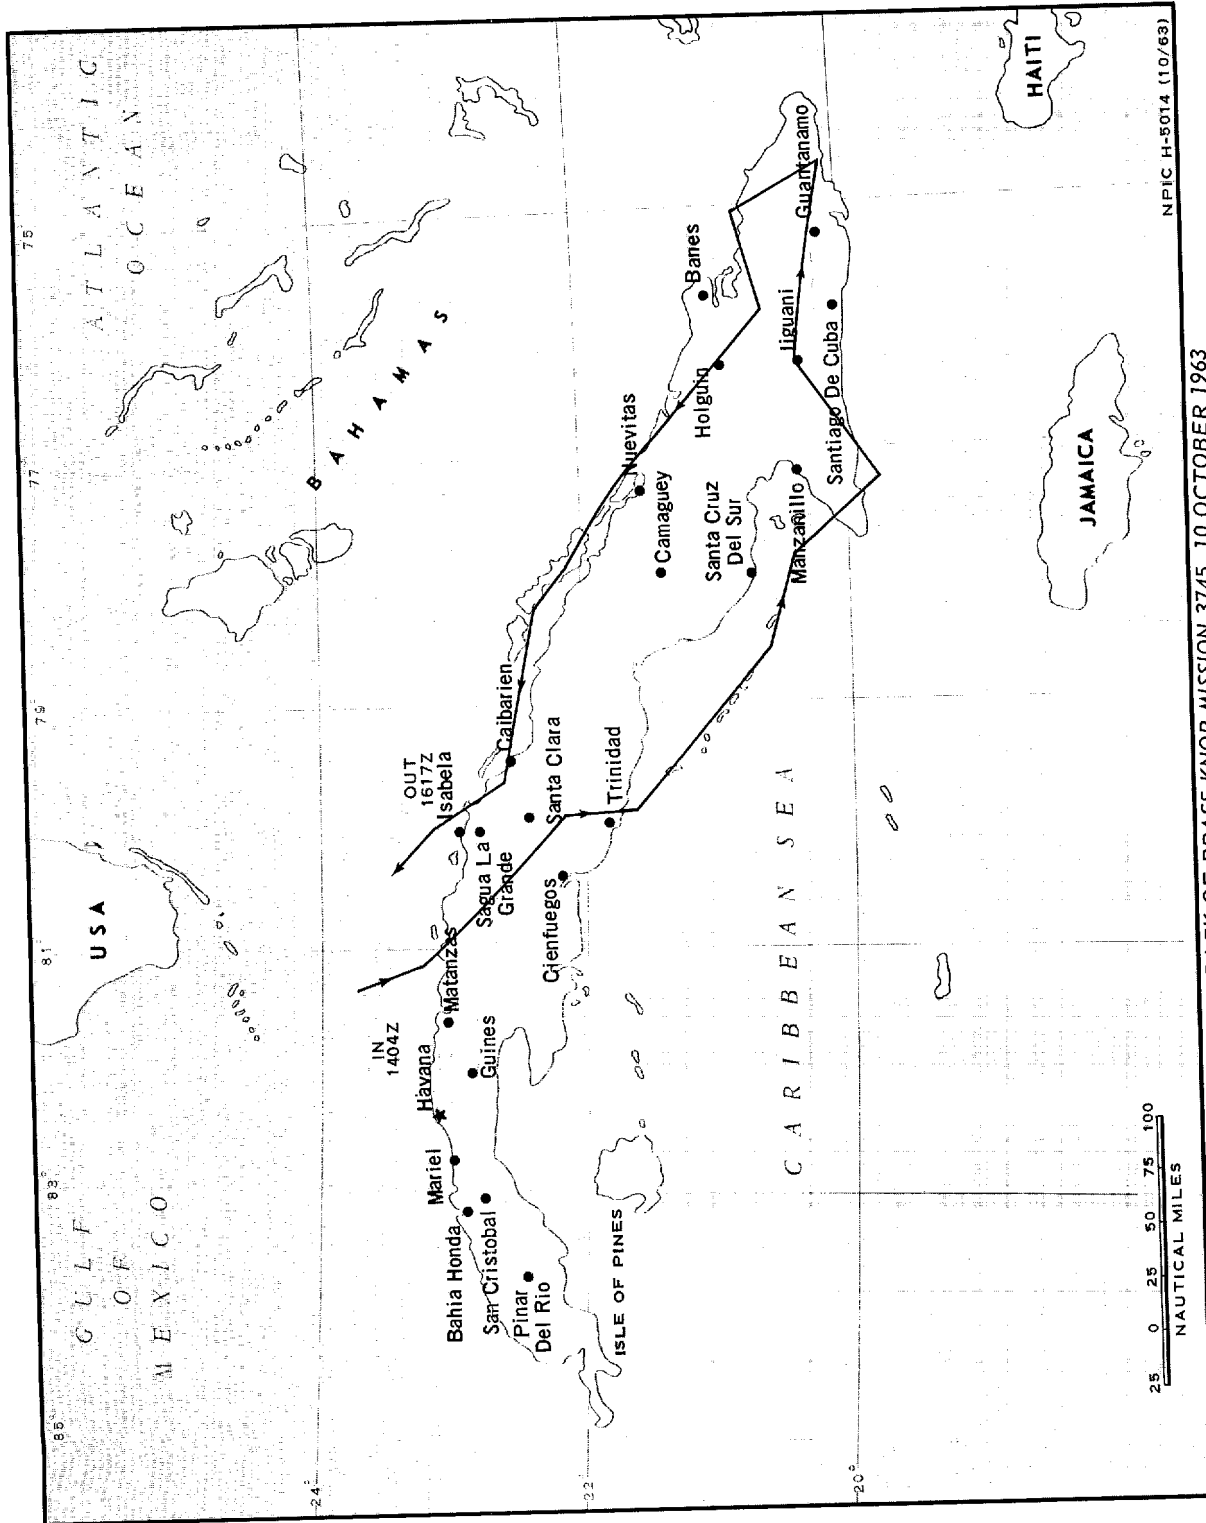 85°
83°
81°
79
77
75
GULF
OF
MEXICO
USA
ATLANTIC
OCEAN
BAHAMAS
24°
22
20°
IN
1404Z
OUT
1617Z
Havana
Mariel
Bahia Honda
San Cristobal
Pinar
Del Rio
Matanzas
Guines
Isabela
Sagua La
Grande
Caibarien
Santa Clara
Cienfuegos
Trinidad
Nuevitas
Camaguey
Santa Cruz
Del Sur
Manzanillo
Holguin
Banes
Jiguani
Santiago De Cuba
Guantanamo
ISLE OF PINES
CARIBBEAN SEA
JAMAICA
HAITI
25 0 25 50 75 100
NAUTICAL MILES
NPIC H-5014 (10/63)
OF BRASS KNOB MISSION 3745, 10 OCTOBER 1963